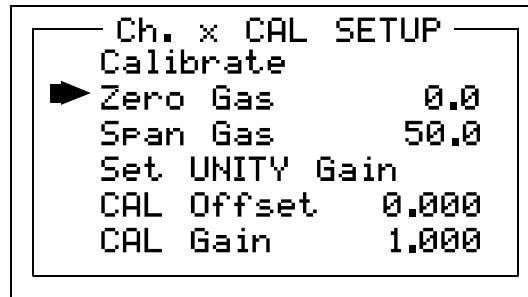 Ch. x CAL SETUP
Calibrate
Zero Gas 0.0
Span Gas 50.0
Set UNITY Gain
CAL Offset 0.000
CAL Gain 1.000